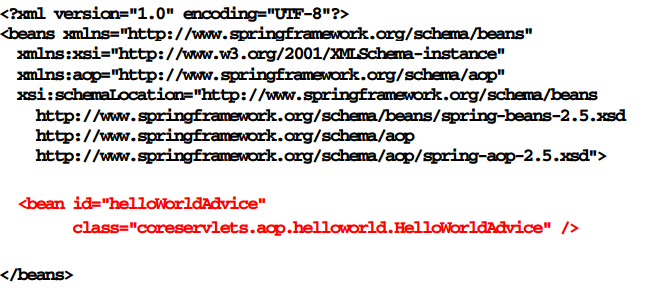 <?xml version="1.0" encoding="UTF-8"?>
<beans xmlns="http://www.springframework.org/schema/beans"
xmlns:xsi="http://www.w3.org/2001/XMLSchema-instance"
xmlns:aop="http://www.springframework.org/schema/aop"
xsi:schemaLocation="http://www.springframework.org/schema/beans
http://www.springframework.org/schema/beans/spring-beans-2.5.xsd
http://www.springframework.org/schema/aop
http://www.springframework.org/schema/aop/spring-aop-2.5.xsd">
<bean id="helloWorldAdvice"
class="coreservlets.aop.helloworld.HelloWorldAdvice" />
</beans>